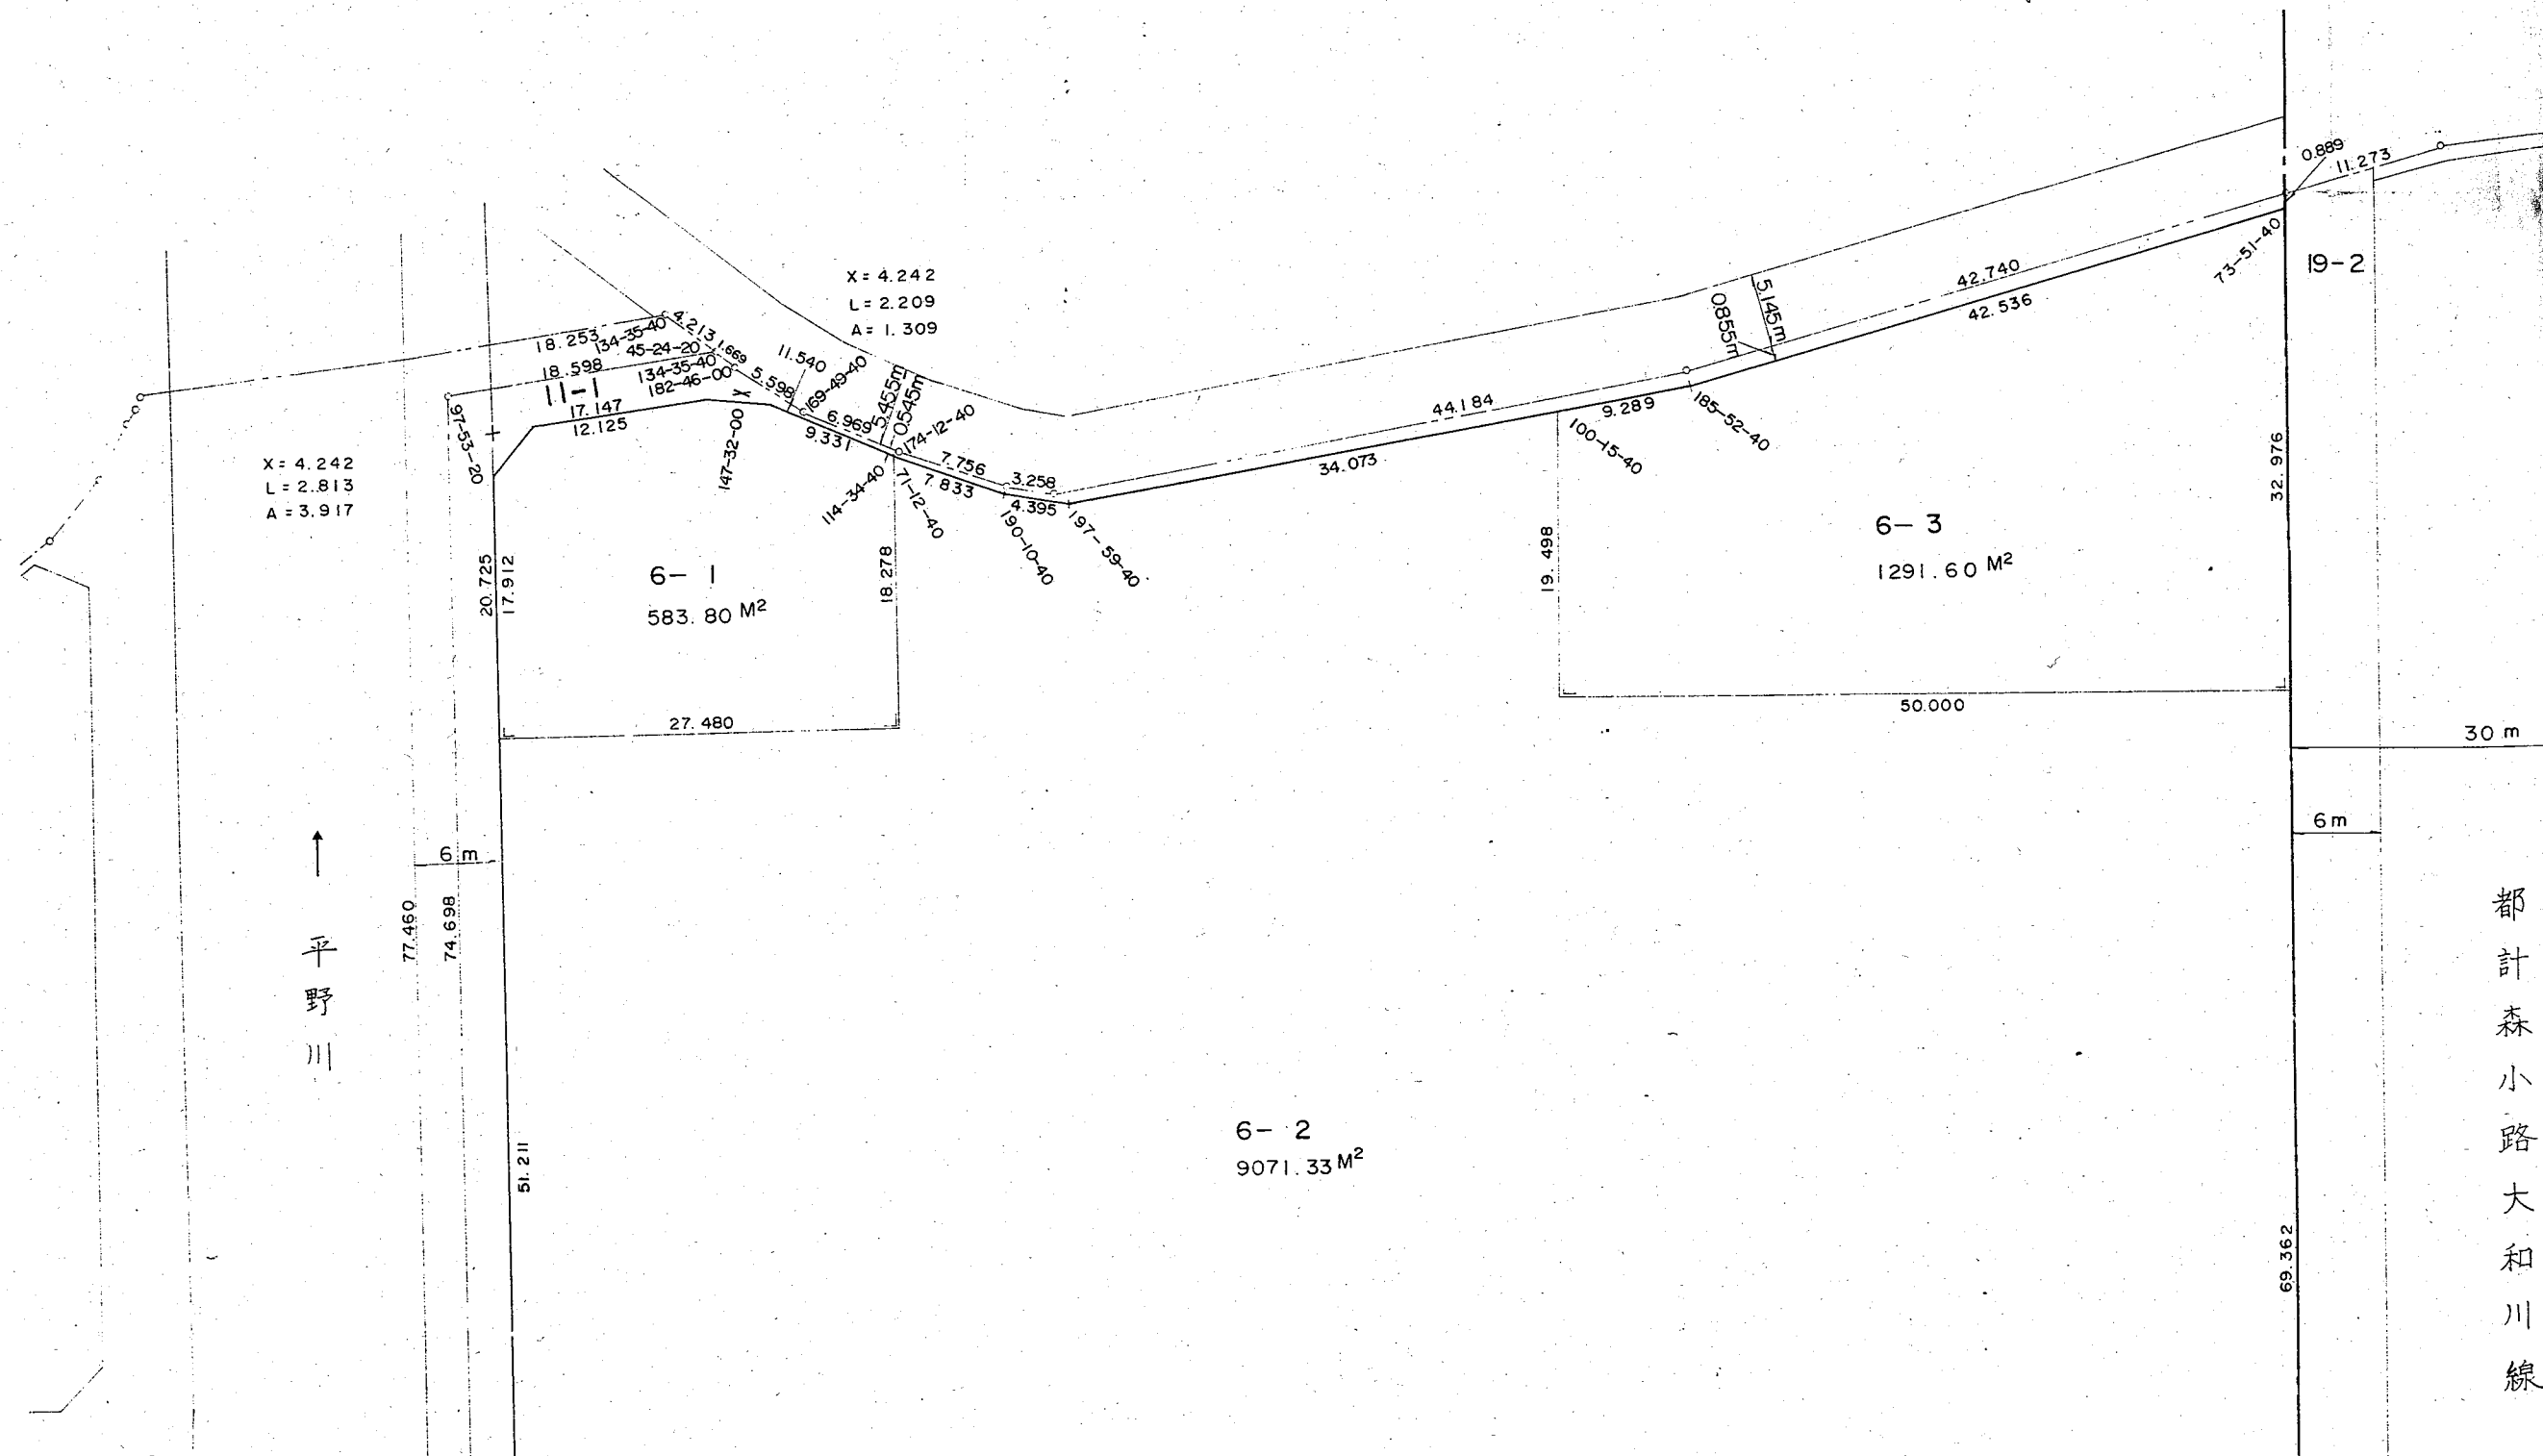 0.889
11.273
73-51-40
19-2
42.740
42.536
5.145m
0.855m
X = 4.242
L = 2.209
A = 1.309
18.253
134-35-40
4.213
45-24-20
1.669
11.540
18.598
134-35-40
182-46-00
5.598
169-49-40
11-1
17.147
12.125
147-32-00
6.969
5.455m
0.545m
9.331
174-12-40
97-53-20
X = 4.242
L = 2.813
A = 3.917
114-34-40
71-12-40
7.756
7.833
3.258
4.395
190-10-40
197-59-40
44.184
34.073
9.289
185-52-40
100-15-40
32.976
20.725
17.912
6-1
583.80 M²
18.278
19.498
6-3
1291.60 M²
27.480
50.000
30 m
6 m
6 m
77.460
74.698
平野川
51.211
6-2
9071.33 M²
69.362
都計森小路大和川線